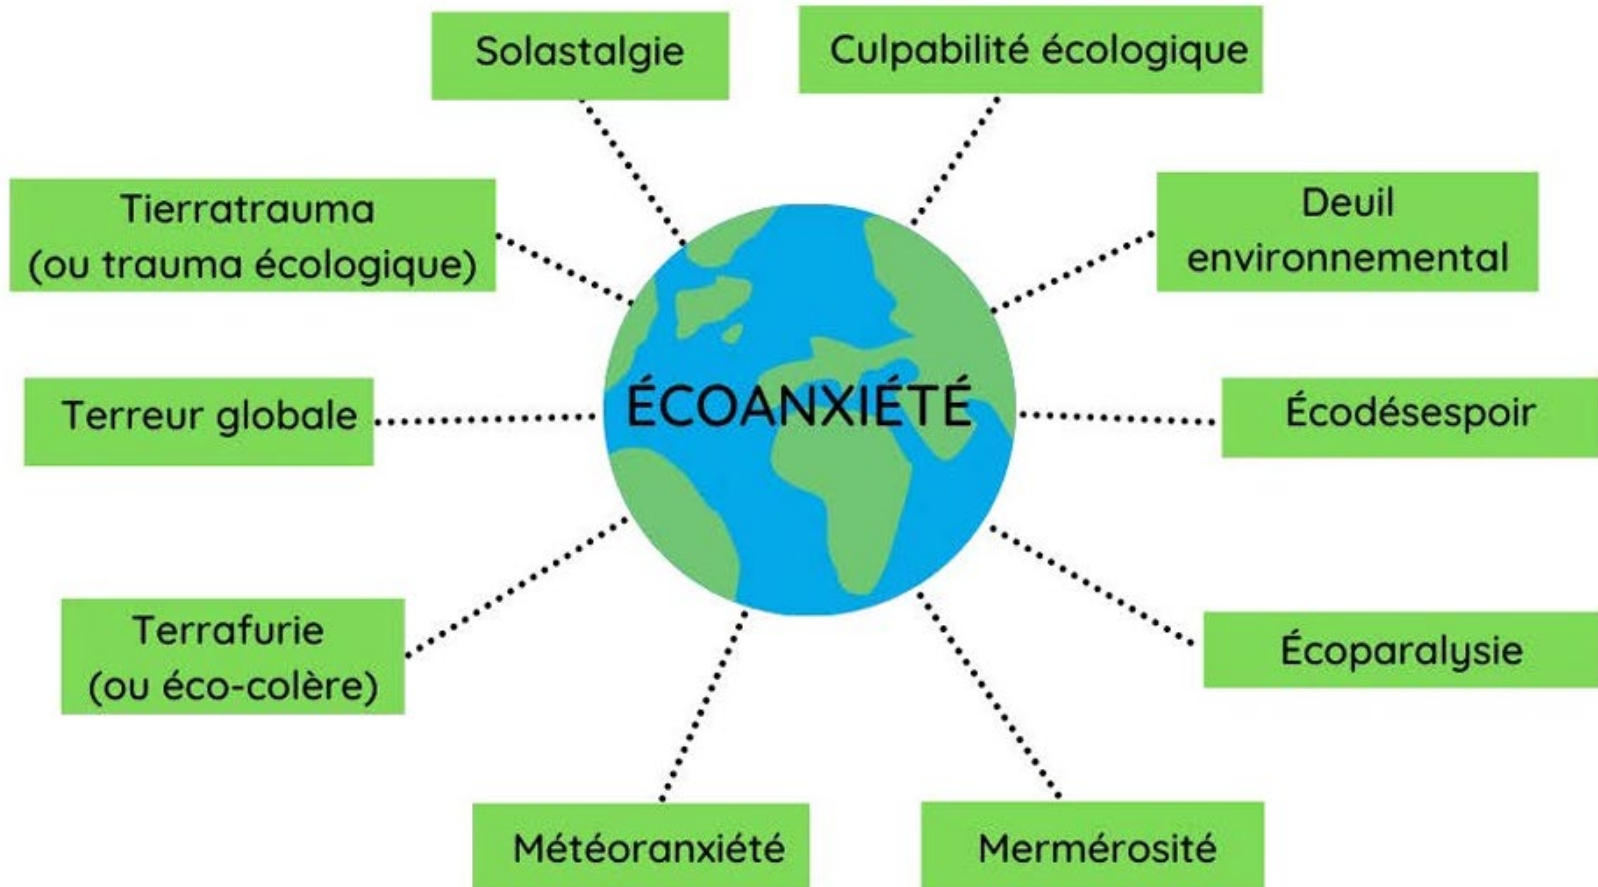 Solastalgie
Culpabilité écologique
Tierratrauma
(ou trauma écologique)
Deuil
environnemental
Terreur globale
ÉCOANXIÉTÉ
Écodésespoir
Terrafurie
(ou éco-colère)
Écoparalysie
Météoranxiété
Mermérosité